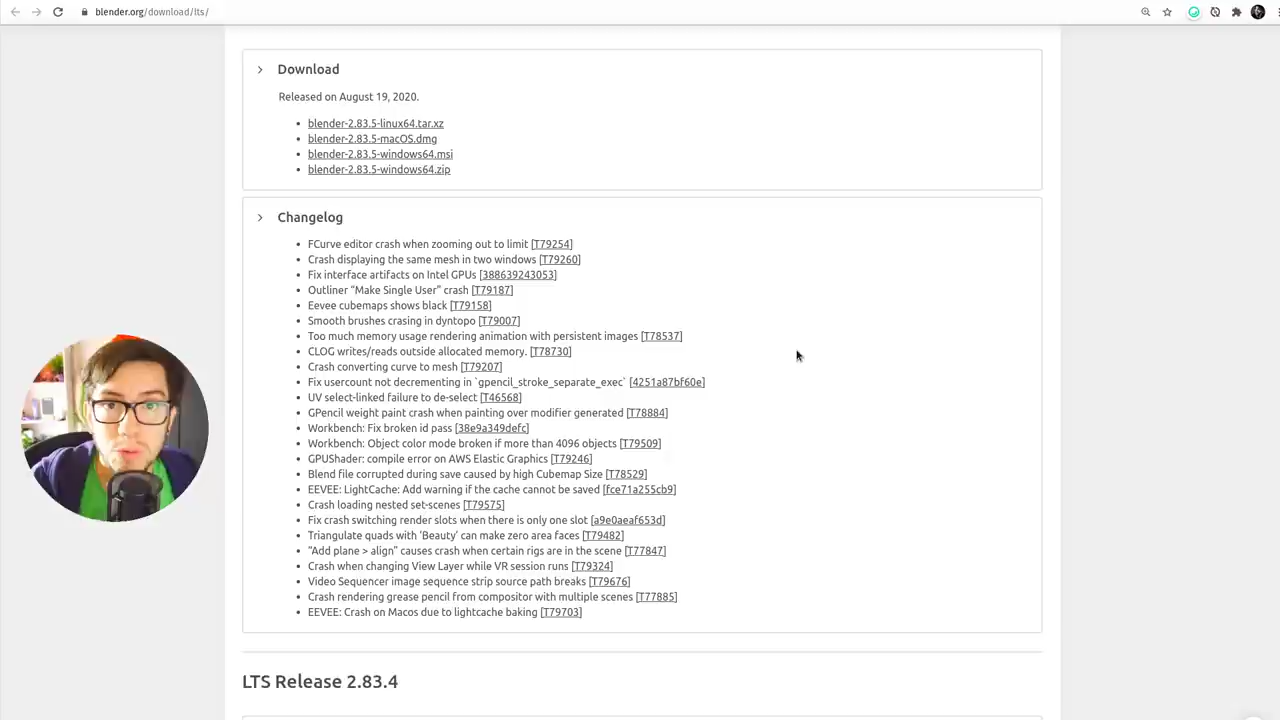 blender.org/download/lts/
Download
Released on August 19, 2020.
blender-2.83.5-linux64.tar.xz
blender-2.83.5-macOS.dmg
blender-2.83.5-windows64.msi
blender-2.83.5-windows64.zip
Changelog
FCurve editor crash when zooming out to limit [T79254]
Crash displaying the same mesh in two windows [T79260]
Fix interface artifacts on Intel GPUs [388639243053]
Outliner “Make Single User” crash [T79187]
Eevee cubemaps shows black [T79158]
Smooth brushes crasing in dyntopo [T79007]
Too much memory usage rendering animation with persistent images [T78537]
CLOG writes/reads outside allocated memory. [T78730]
Crash converting curve to mesh [T79207]
Fix usercount not decrementing in `gpencil_stroke_separate_exec` [4251a87bf60e]
UV select-linked failure to de-select [T46568]
GPencil weight paint crash when painting over modifier generated [T78884]
Workbench: Fix broken id pass [38e9a349defc]
Workbench: Object color mode broken if more than 4096 objects [T79509]
GPUShader: compile error on AWS Elastic Graphics [T79246]
Blend file corrupted during save caused by high Cubemap Size [T78529]
EEVEE: LightCache: Add warning if the cache cannot be saved [fce71a255cb9]
Crash loading nested set-scenes [T79575]
Fix crash switching render slots when there is only one slot [a9e0aeaf653d]
Triangulate quads with 'Beauty' can make zero area faces [T79482]
“Add plane > align” causes crash when certain rigs are in the scene [T77847]
Crash when changing View Layer while VR session runs [T79324]
Video Sequencer image sequence strip source path breaks [T79676]
Crash rendering grease pencil from compositor with multiple scenes [T77885]
EEVEE: Crash on Macos due to lightcache baking [T79703]
LTS Release 2.83.4